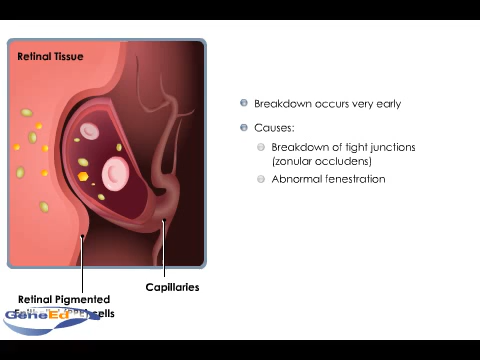 Retinal Tissue
Breakdown occurs very early
Causes:
Breakdown of tight junctions
(zonular occludens)
Abnormal fenestration
Capillaries
Retinal Pigmented
cells
GeneEd